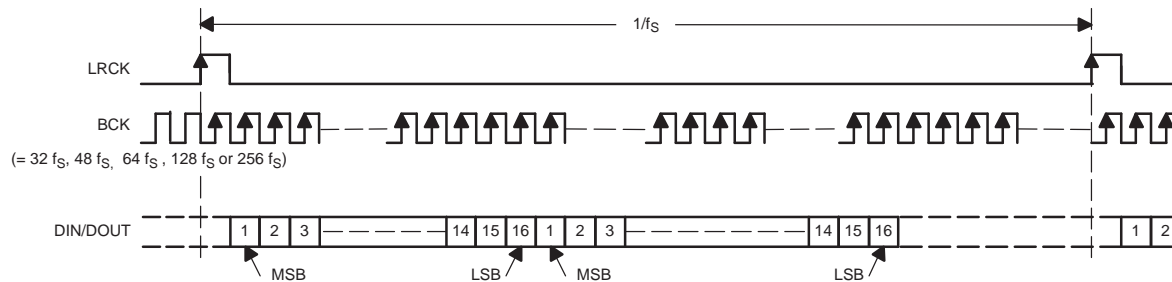 1/fS
LRCK
BCK
(= 32 fS, 48 fS, 64 fS , 128 fS or 256 fS)
DIN/DOUT
1 2 3 14 15 16 1 2 3 14 15 16 1 2
MSB LSB MSB LSB